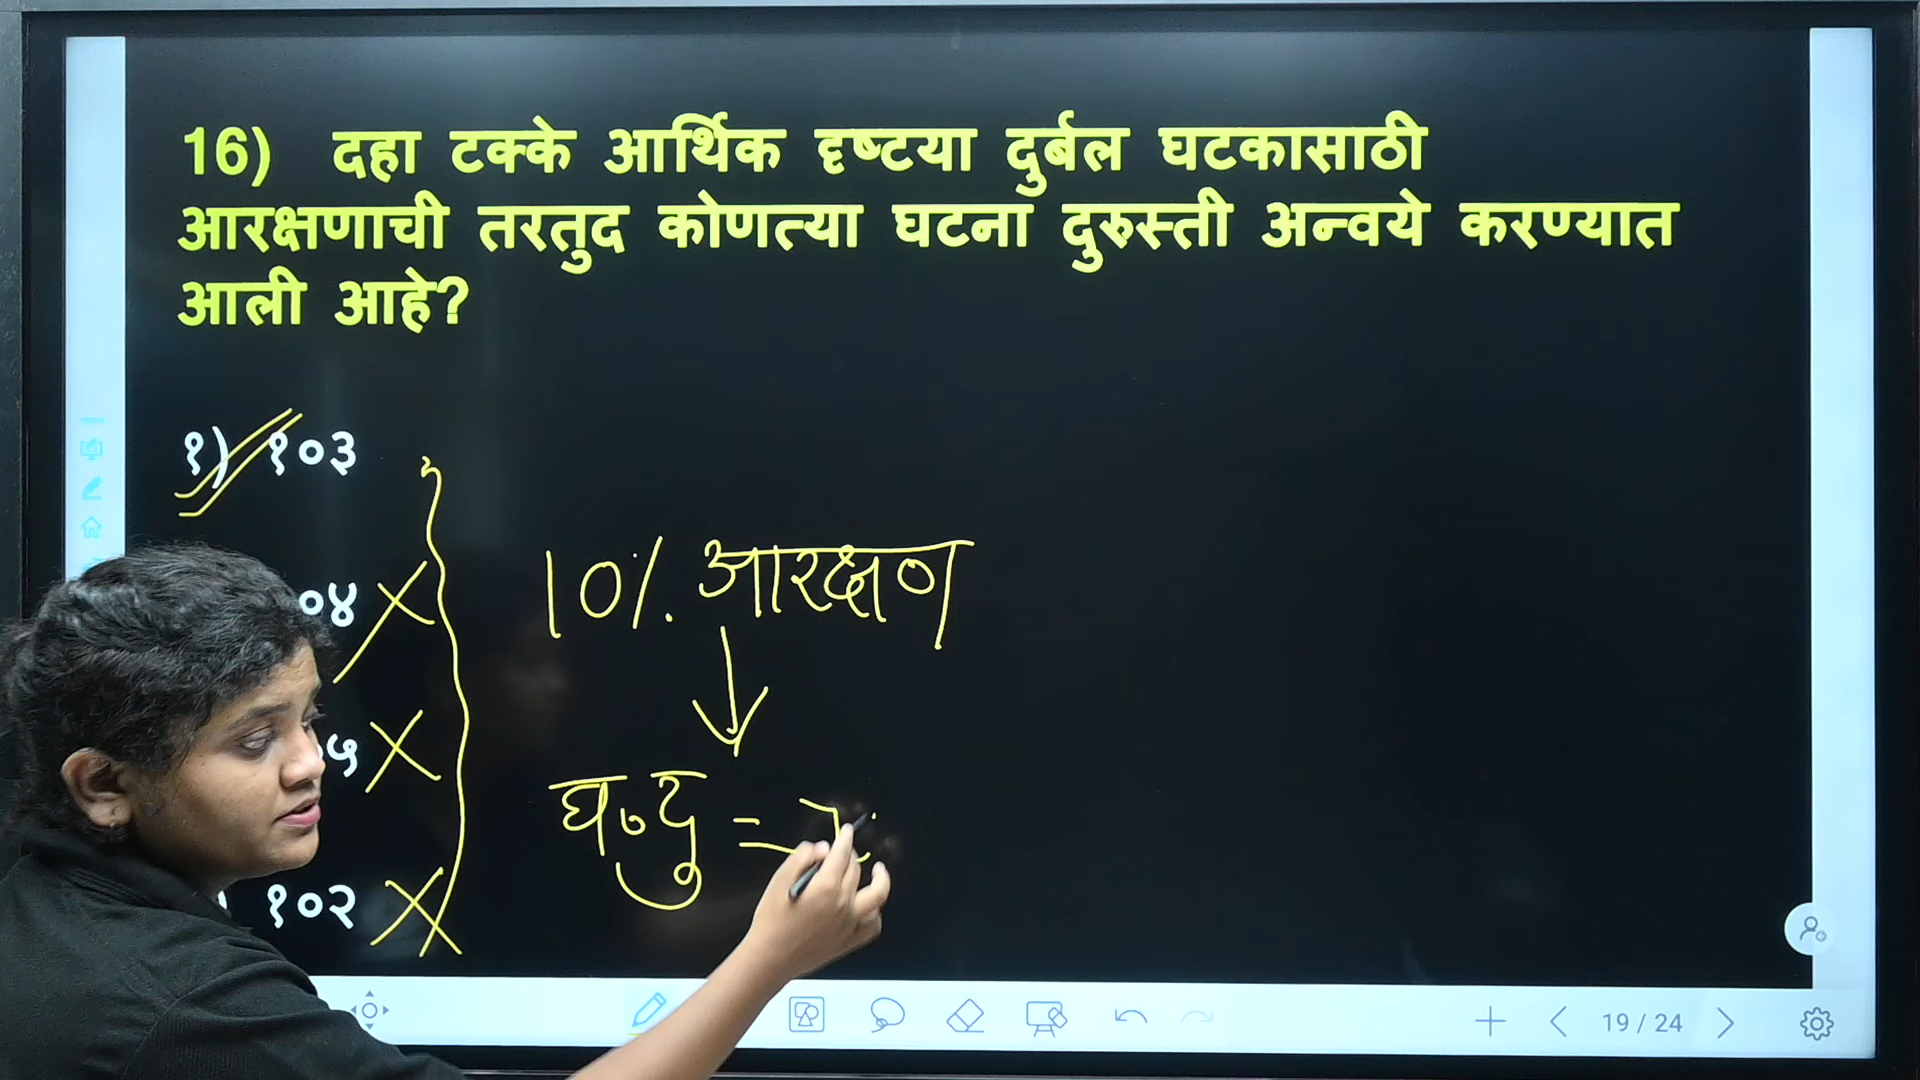 16) दहा टक्के आर्थिक दृष्टया दुर्बल घटकासाठी
आरक्षणाची तरतुद कोणत्या घटना दुरुस्ती अन्वये करण्यात
आली आहे?
१) १०३
०४
५
१०२
10% आरक्षण
घ.दु =
19 / 24